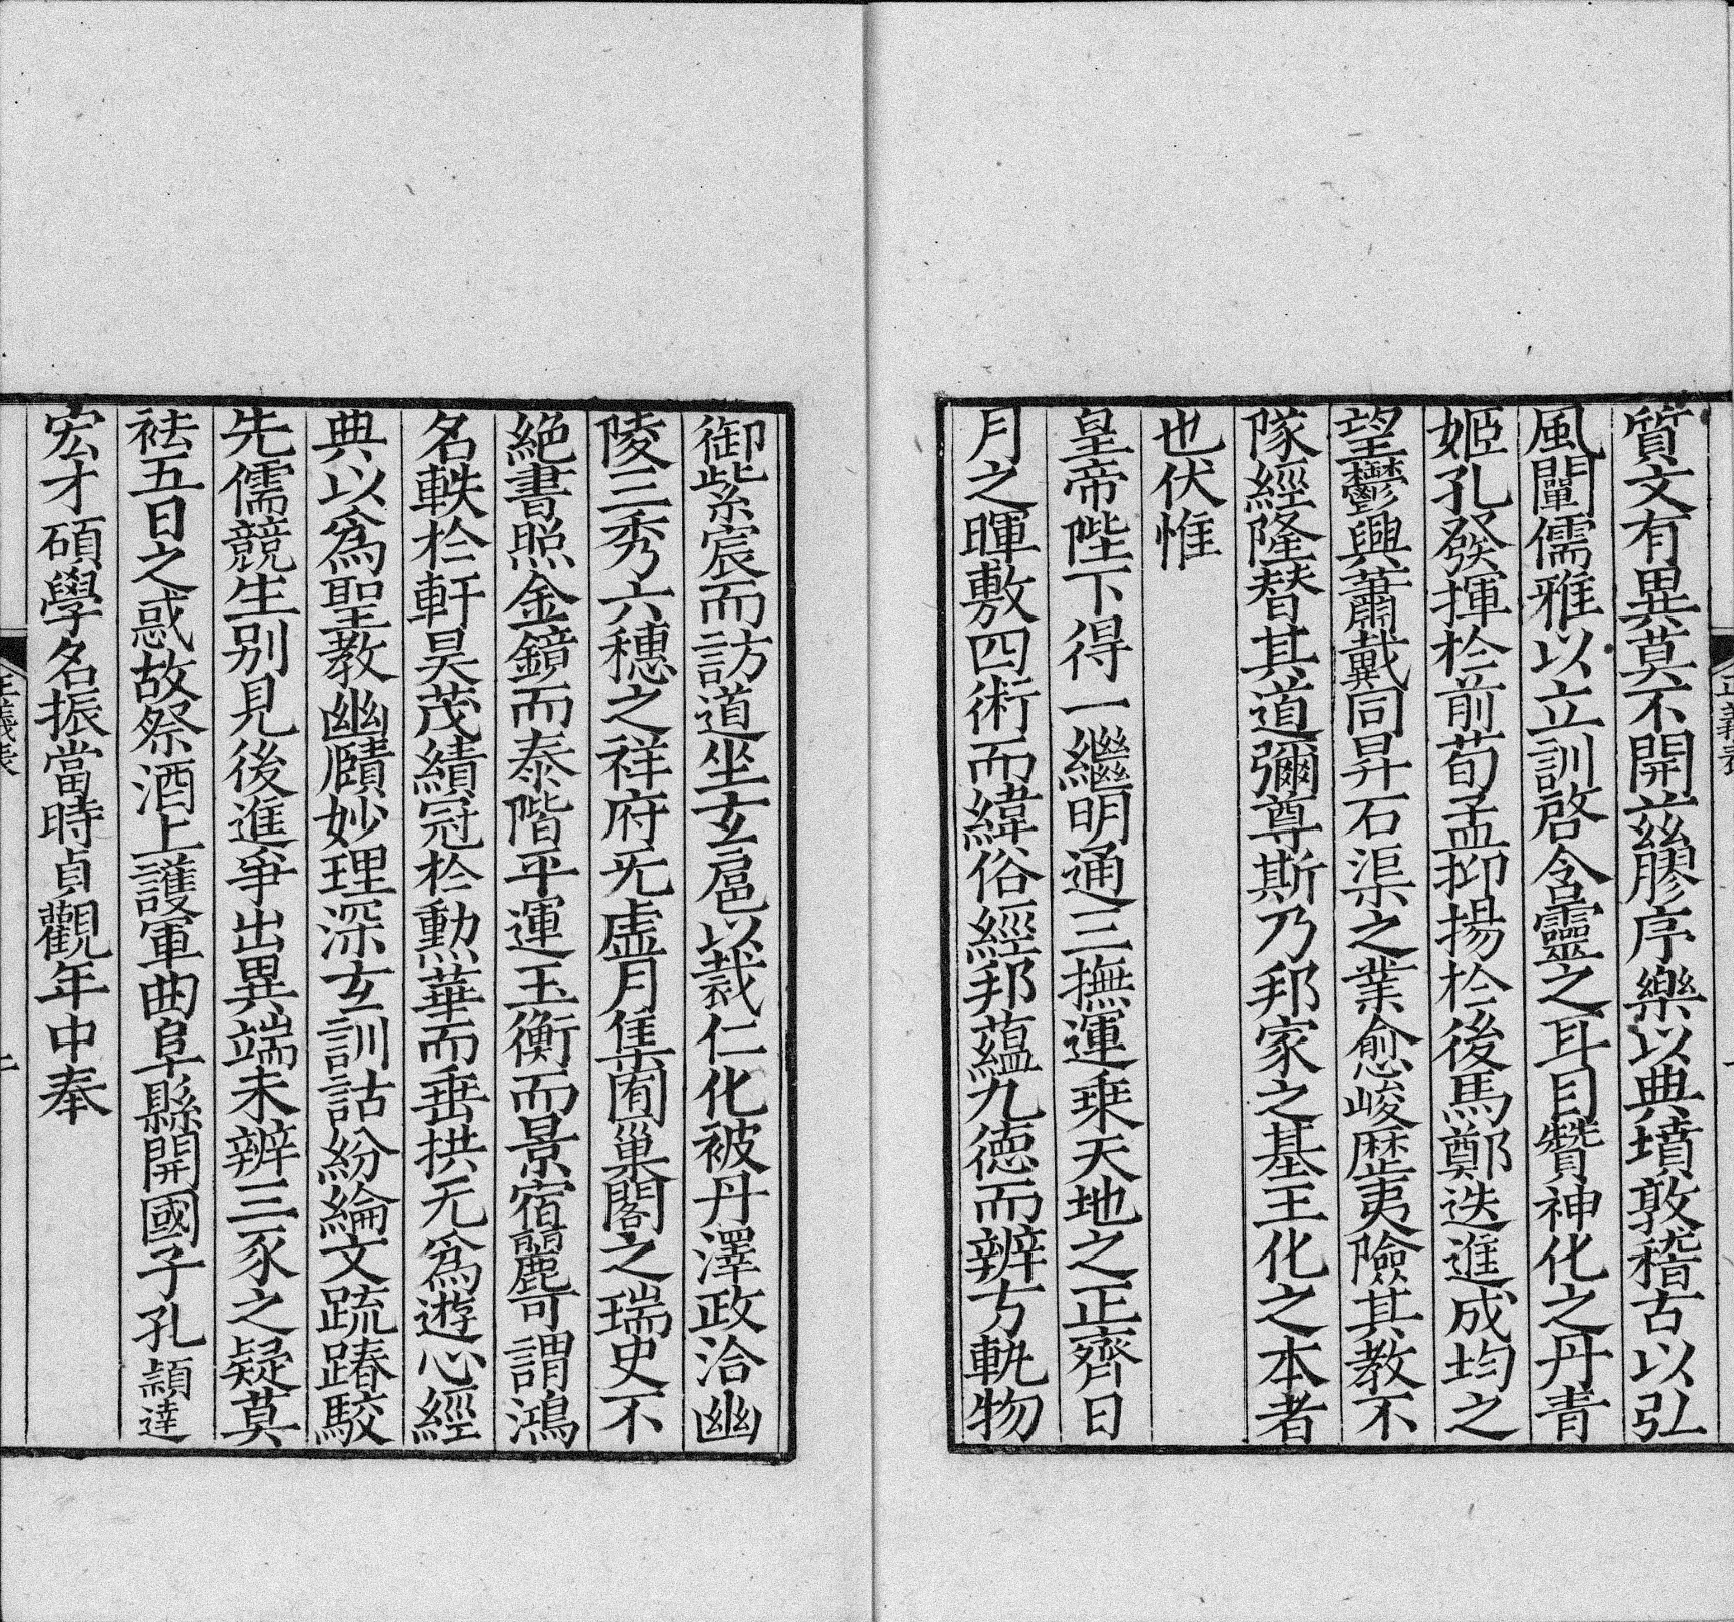 質文有異莫不開茲膠序樂以典墳敦稽古以弘
風闡儒雅以立訓啓含靈之耳目贊神化之丹青
姬孔發揮於前荀孟抑揚於後馬鄭迭進成均之
望鬱興蕭戴同昇石渠之業愈峻歷夷險其教不
隊經隆替其道彌尊斯乃邦家之基王化之本者
也伏惟
皇帝陛下得一繼明通三撫運乗天地之正齊日
月之暉敷四術而緯俗經邦蘊九德而辨方軌物
御紫宸而訪道坐玄扈以裁仁化被丹澤政洽幽
陵三秀六穗之祥府无虛月集囿巢閣之瑞史不
絕書照金鏡而泰階平運玉衡而景宿麗可謂鴻
名軼於軒昊茂績冠於勳華而垂拱无爲遊心經
典以爲聖教幽賾妙理深玄訓詁紛綸文䟽踳駮
先儒競生别見後進爭出異端未辨三豕之疑莫
祛五日之惑故祭酒上護軍曲阜縣開國子孔穎達
宏才碩學名振當時貞觀年中奉
正義表